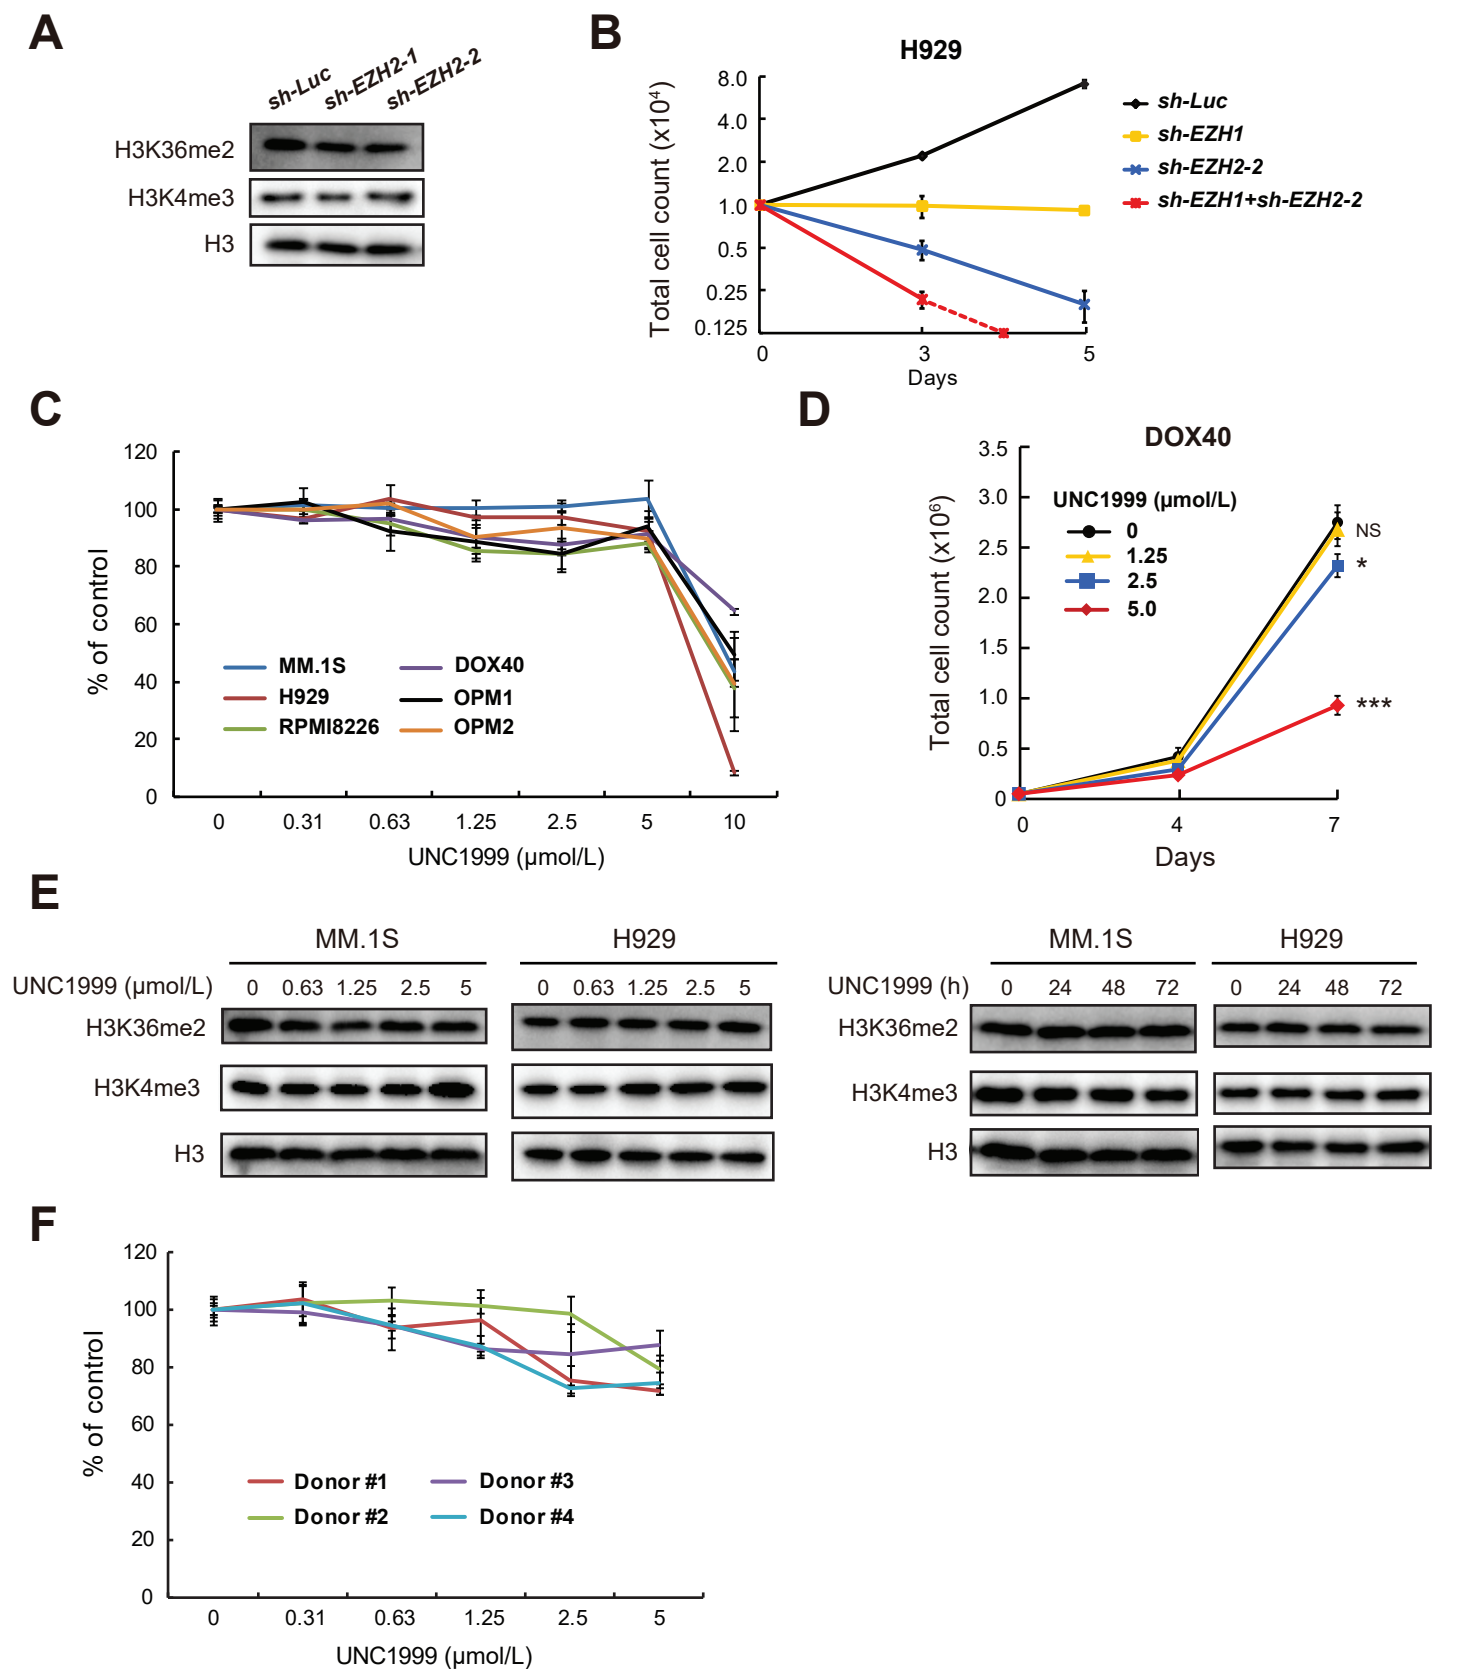 A
sh-Luc
sh-EZH2-1
sh-EZH2-2
H3K36me2
H3K4me3
H3
B
H929
Total cell count (x10⁴)
8.0
4.0
2.0
1.0
0.5
0.25
0.125
0 3 5
Days
sh-Luc
sh-EZH1
sh-EZH2-2
sh-EZH1+sh-EZH2-2
C
% of control
120
100
80
60
40
20
0
MM.1S
H929
RPMI8226
DOX40
OPM1
OPM2
0 0.31 0.63 1.25 2.5 5 10
UNC1999 (µmol/L)
D
DOX40
Total cell count (x10⁶)
3.5
3.0
2.5
2.0
1.5
1.0
0.5
0
UNC1999 (µmol/L)
0
1.25
2.5
5.0
NS
*
***
0 4 7
Days
E
MM.1S H929
UNC1999 (µmol/L) 0 0.63 1.25 2.5 5 0 0.63 1.25 2.5 5
H3K36me2
H3K4me3
H3
MM.1S H929
UNC1999 (h) 0 24 48 72 0 24 48 72
H3K36me2
H3K4me3
H3
F
% of control
120
100
80
60
40
20
0
Donor #1
Donor #2
Donor #3
Donor #4
0 0.31 0.63 1.25 2.5 5
UNC1999 (µmol/L)